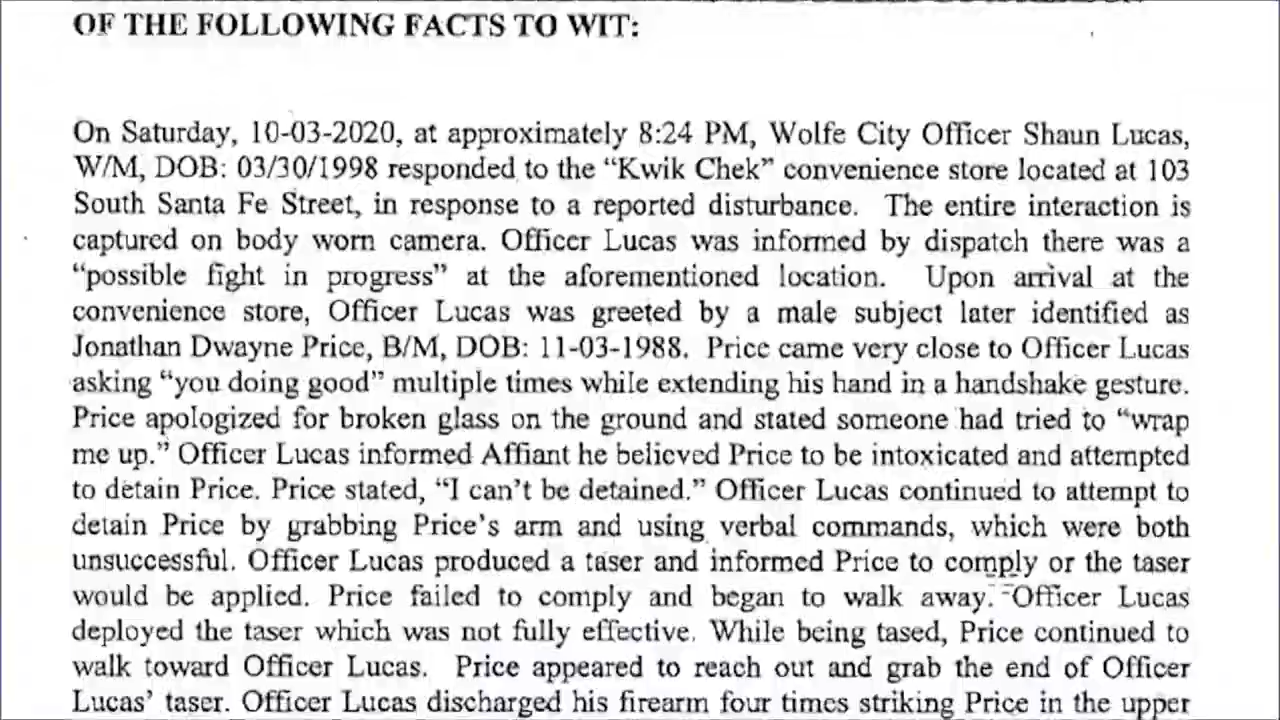 OF THE FOLLOWING FACTS TO WIT:
On Saturday, 10-03-2020, at approximately 8:24 PM, Wolfe City Officer Shaun Lucas,
W/M, DOB: 03/30/1998 responded to the “Kwik Chek” convenience store located at 103
South Santa Fe Street, in response to a reported disturbance. The entire interaction is
captured on body worn camera. Officer Lucas was informed by dispatch there was a
“possible fight in progress” at the aforementioned location. Upon arrival at the
convenience store, Officer Lucas was greeted by a male subject later identified as
Jonathan Dwayne Price, B/M, DOB: 11-03-1988. Price came very close to Officer Lucas
asking “you doing good” multiple times while extending his hand in a handshake gesture.
Price apologized for broken glass on the ground and stated someone had tried to “wrap
me up.” Officer Lucas informed Affiant he believed Price to be intoxicated and attempted
to detain Price. Price stated, “I can’t be detained.” Officer Lucas continued to attempt to
detain Price by grabbing Price’s arm and using verbal commands, which were both
unsuccessful. Officer Lucas produced a taser and informed Price to comply or the taser
would be applied. Price failed to comply and began to walk away. Officer Lucas
deployed the taser which was not fully effective. While being tased, Price continued to
walk toward Officer Lucas. Price appeared to reach out and grab the end of Officer
Lucas’ taser. Officer Lucas discharged his firearm four times striking Price in the upper